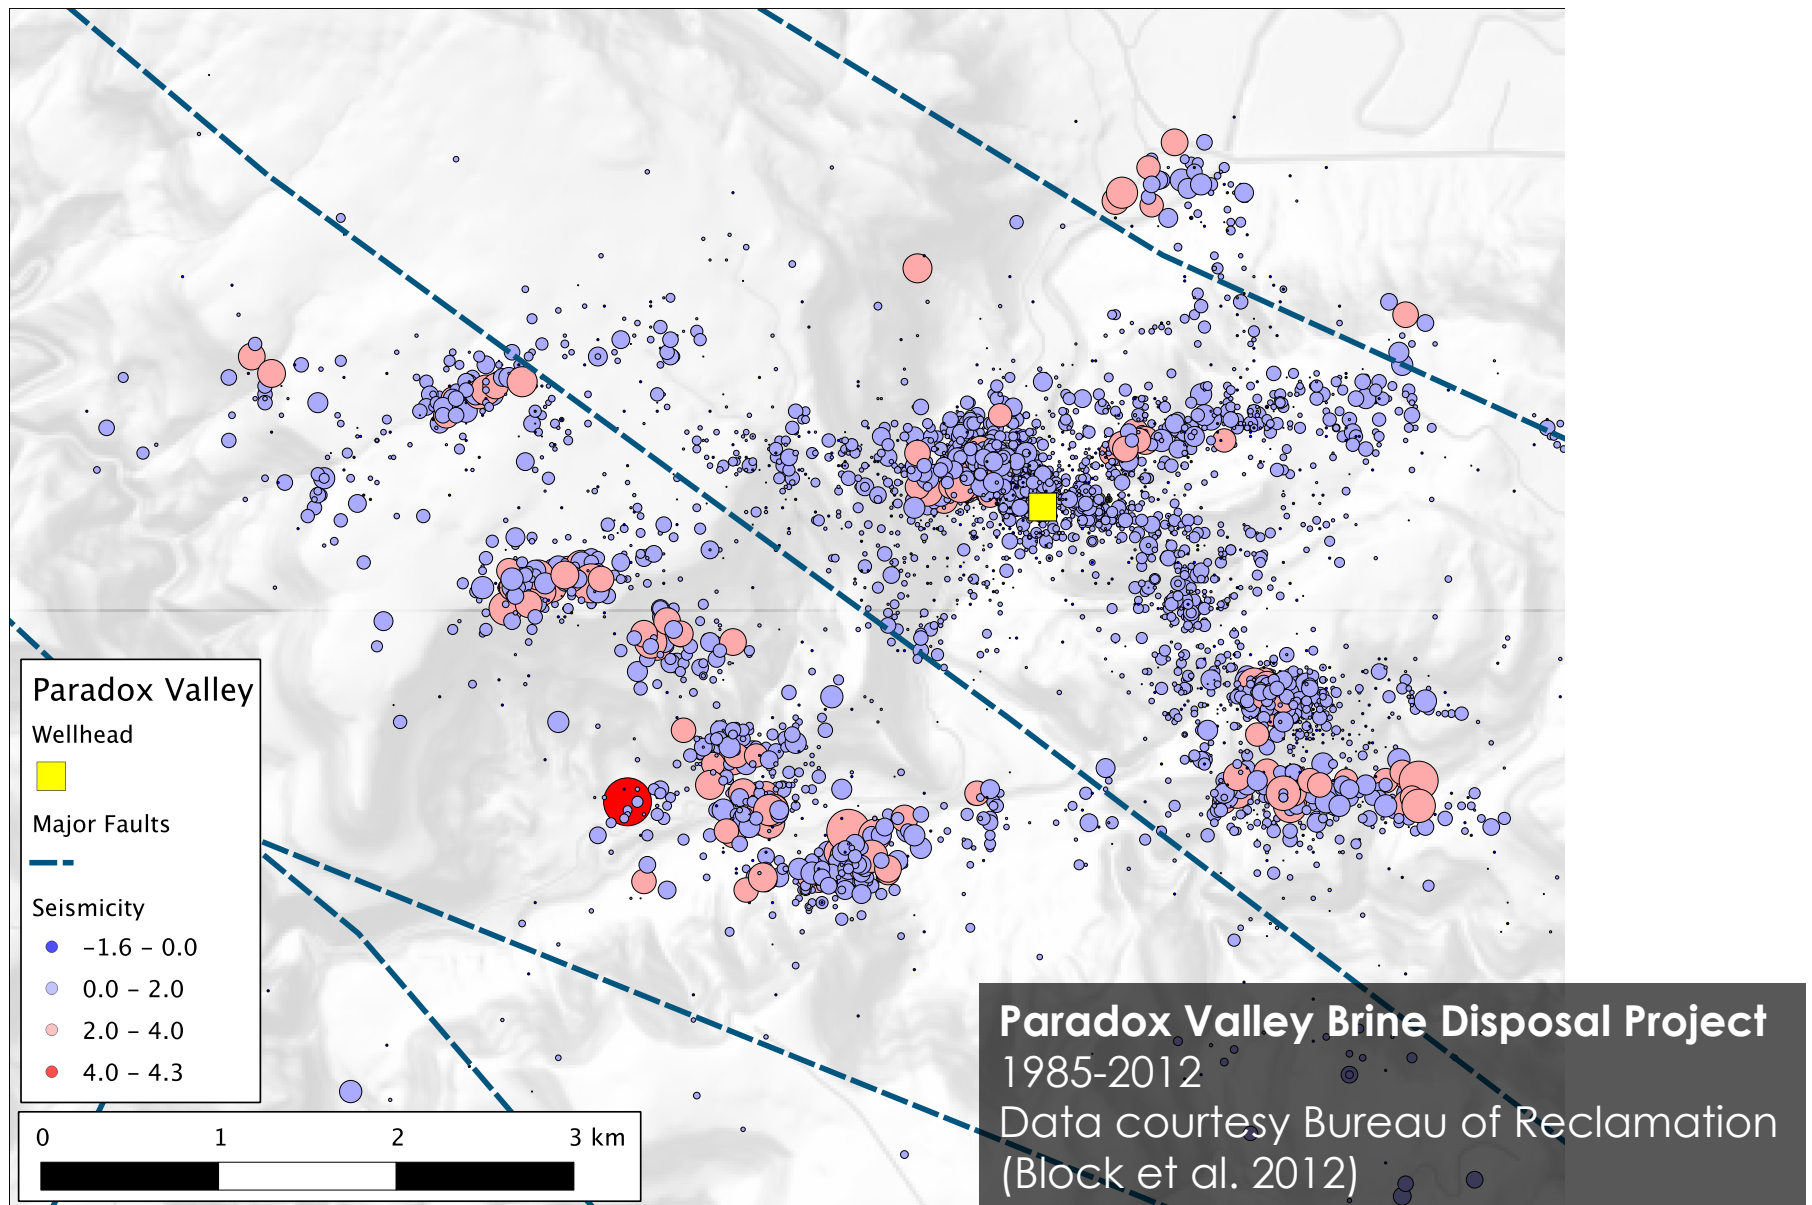 Paradox Valley
Wellhead
Major Faults
Seismicity
−1.6 – 0.0
0.0 – 2.0
2.0 – 4.0
4.0 – 4.3
0 1 2 3 km
Paradox Valley Brine Disposal Project
1985-2012
Data courtesy Bureau of Reclamation
(Block et al. 2012)